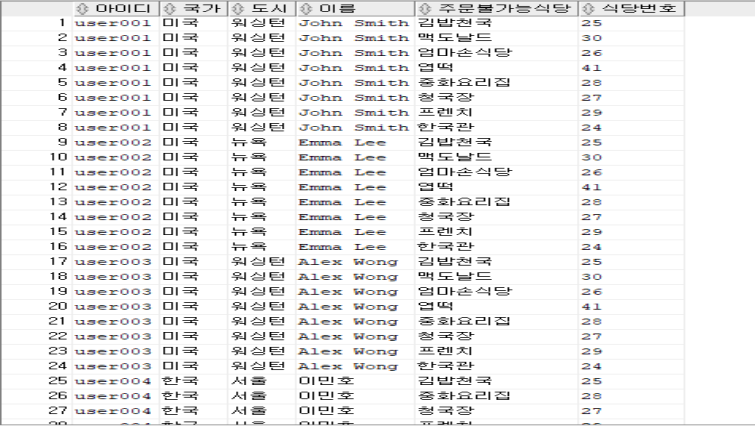 아이디 국가 도시 이름 주문불가능식당 식당번호
1 user001 미국 워싱턴 John Smith 김밥천국 25
2 user001 미국 워싱턴 John Smith 맥도날드 30
3 user001 미국 워싱턴 John Smith 엄마손식당 26
4 user001 미국 워싱턴 John Smith 엽떡 41
5 user001 미국 워싱턴 John Smith 중화요리집 28
6 user001 미국 워싱턴 John Smith 청국장 27
7 user001 미국 워싱턴 John Smith 프렌치 29
8 user001 미국 워싱턴 John Smith 한국관 24
9 user002 미국 뉴욕 Emma Lee 김밥천국 25
10 user002 미국 뉴욕 Emma Lee 맥도날드 30
11 user002 미국 뉴욕 Emma Lee 엄마손식당 26
12 user002 미국 뉴욕 Emma Lee 엽떡 41
13 user002 미국 뉴욕 Emma Lee 중화요리집 28
14 user002 미국 뉴욕 Emma Lee 청국장 27
15 user002 미국 뉴욕 Emma Lee 프렌치 29
16 user002 미국 뉴욕 Emma Lee 한국관 24
17 user003 미국 워싱턴 Alex Wong 김밥천국 25
18 user003 미국 워싱턴 Alex Wong 맥도날드 30
19 user003 미국 워싱턴 Alex Wong 엄마손식당 26
20 user003 미국 워싱턴 Alex Wong 엽떡 41
21 user003 미국 워싱턴 Alex Wong 중화요리집 28
22 user003 미국 워싱턴 Alex Wong 청국장 27
23 user003 미국 워싱턴 Alex Wong 프렌치 29
24 user003 미국 워싱턴 Alex Wong 한국관 24
25 user004 한국 서울 이민호 김밥천국 25
26 user004 한국 서울 이민호 중화요리집 28
27 user004 한국 서울 이민호 청국장 27